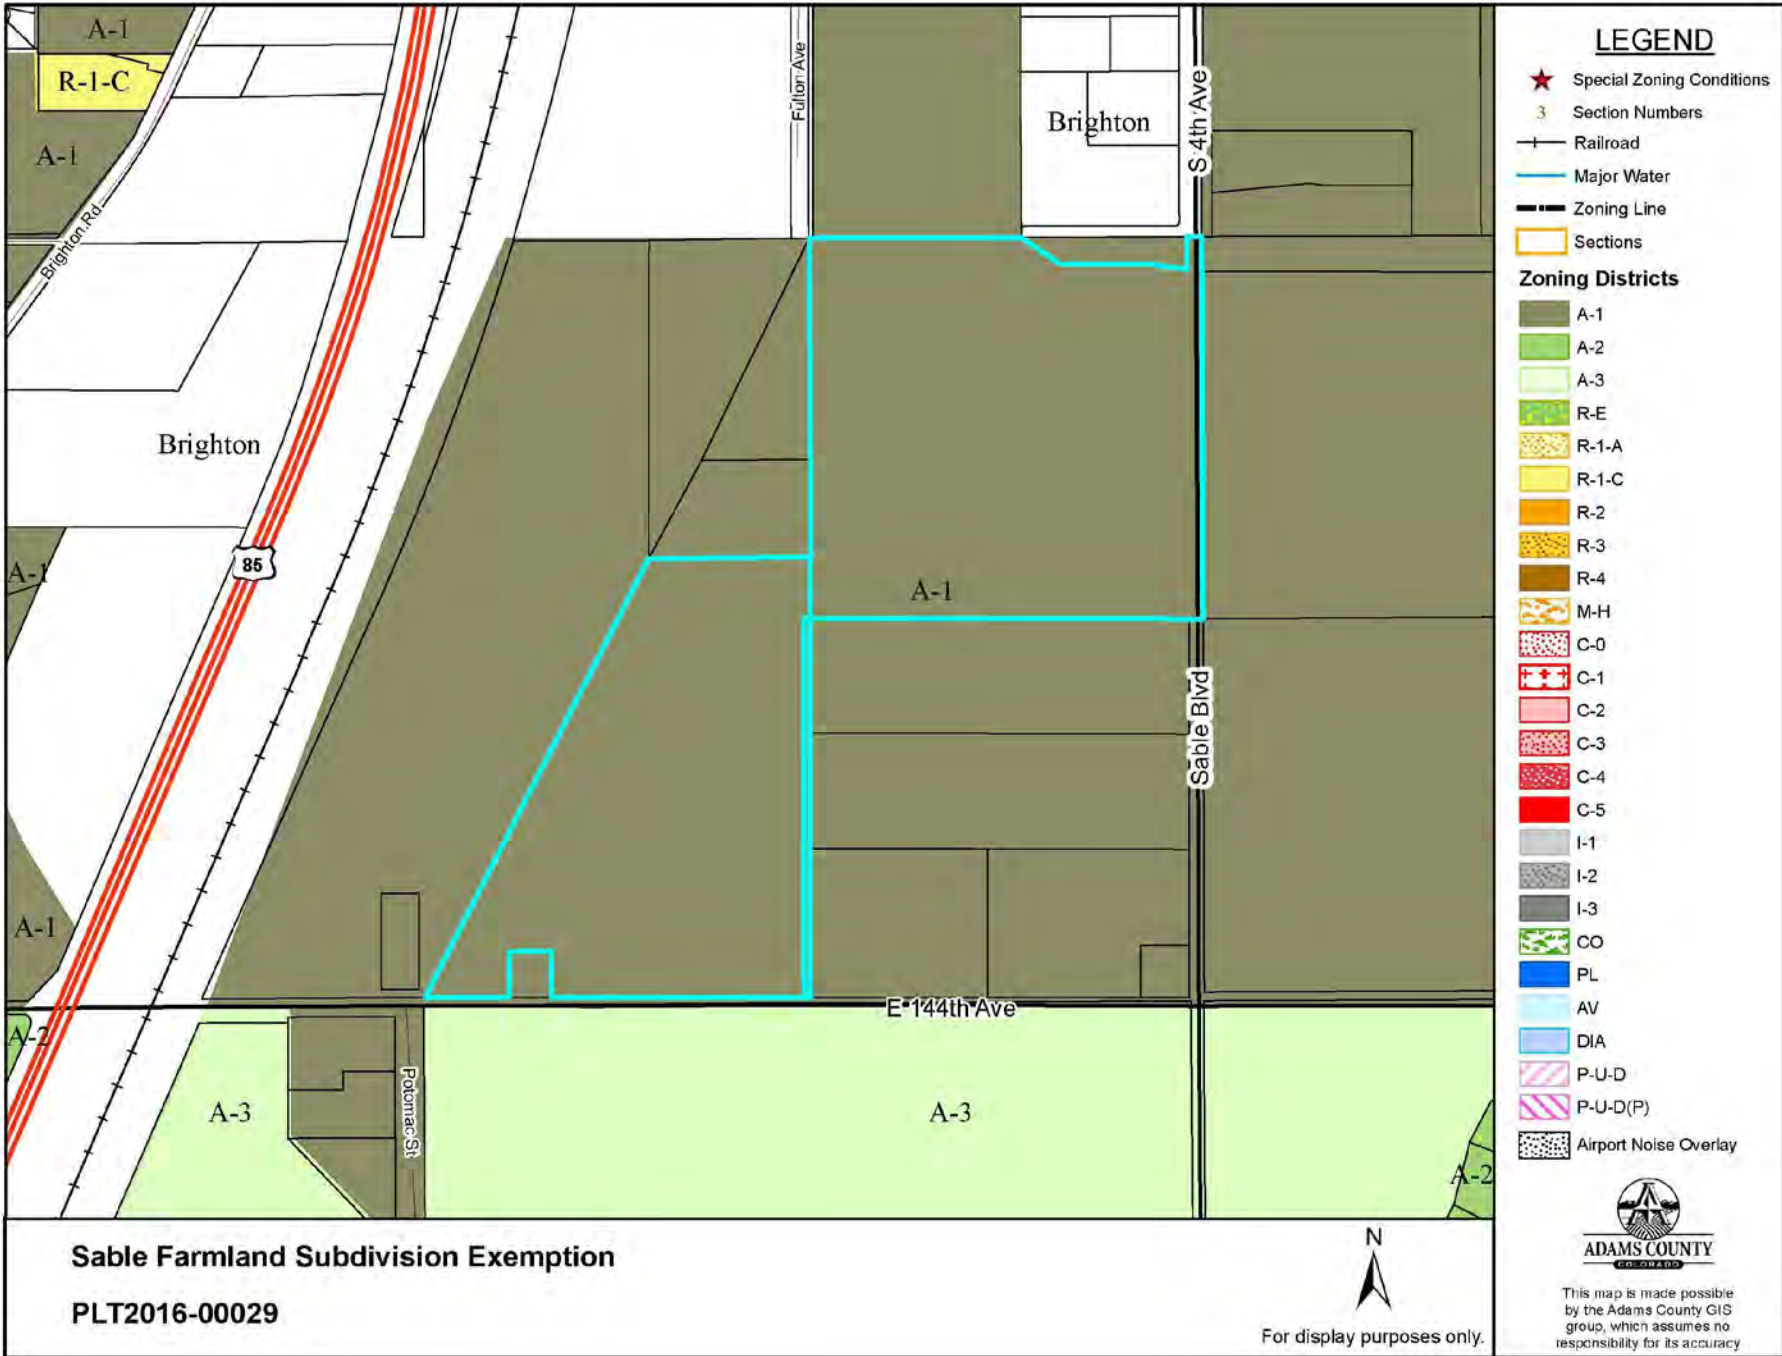 A-1
R-1-C
A-1
Brighton Rd
Fulton Ave
Brighton
S 4th Ave
Brighton
85
A-1
A-1
Sable Blvd
A-1
E 144th Ave
A-2
A-3
Potomac St
A-3
A-2
Sable Farmland Subdivision Exemption
PLT2016-00029
N
For display purposes only.
LEGEND
Special Zoning Conditions
3 Section Numbers
Railroad
Major Water
Zoning Line
Sections
Zoning Districts
A-1
A-2
A-3
R-E
R-1-A
R-1-C
R-2
R-3
R-4
M-H
C-0
C-1
C-2
C-3
C-4
C-5
I-1
I-2
I-3
CO
PL
AV
DIA
P-U-D
P-U-D(P)
Airport Noise Overlay
ADAMS COUNTY
COLORADO
This map is made possible
by the Adams County GIS
group, which assumes no
responsibility for its accuracy